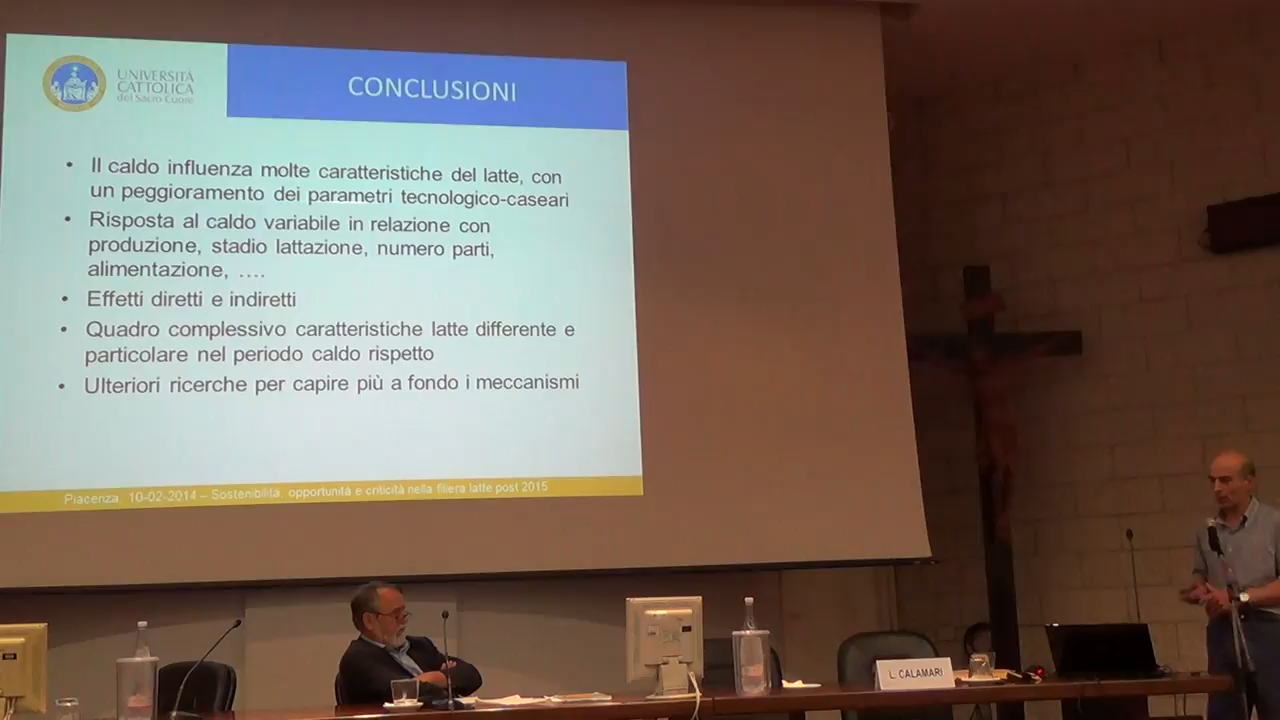 UNIVERSITÀ
CATTOLICA
del Sacro Cuore
CONCLUSIONI
• Il caldo influenza molte caratteristiche del latte, con
un peggioramento dei parametri tecnologico-caseari
• Risposta al caldo variabile in relazione con
produzione, stadio lattazione, numero parti,
alimentazione, ....
• Effetti diretti e indiretti
• Quadro complessivo caratteristiche latte differente e
particolare nel periodo caldo rispetto
• Ulteriori ricerche per capire più a fondo i meccanismi
Piacenza, 10-02-2014 – Sostenibilità, opportunità e criticità nella filiera latte post 2015
L. CALAMARI